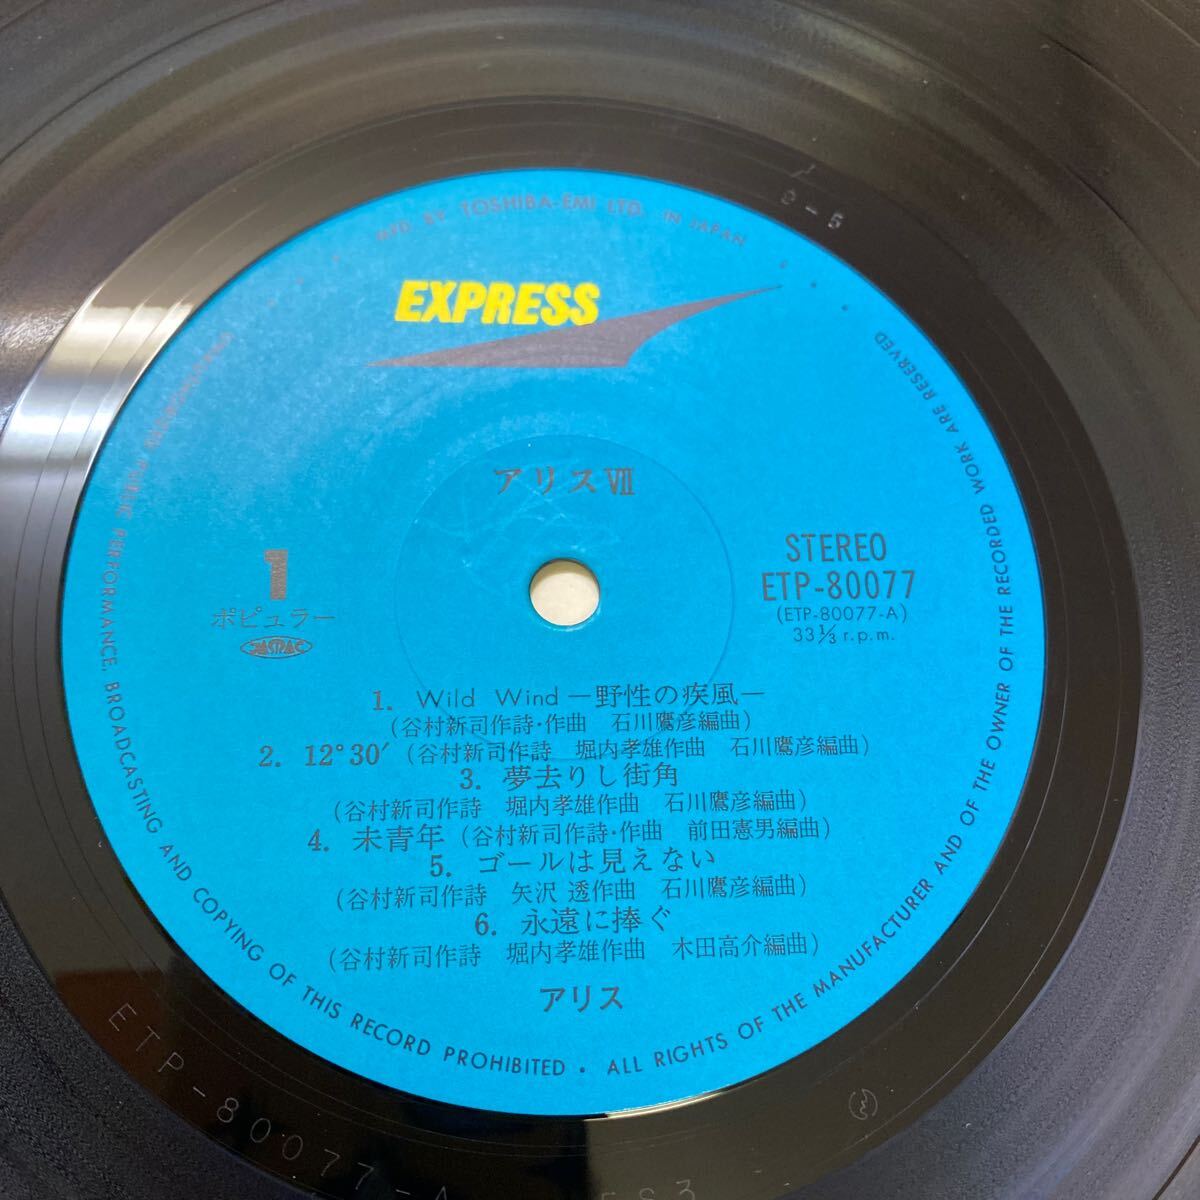 MFD. BY TOSHIBA-EMI LTD. IN JAPAN
EXPRESS
アリスVII
1
ポピュラー
JASRAC
STEREO
ETP-80077
(ETP-80077-A)
33⅓ r.p.m.
1. Wild Wind —野性の疾風—
(谷村新司作詩・作曲 石川鷹彦編曲)
2. 12°30′ (谷村新司作詩 堀内孝雄作曲 石川鷹彦編曲)
3. 夢去りし街角
(谷村新司作詩 堀内孝雄作曲 石川鷹彦編曲)
4. 未青年 (谷村新司作詩・作曲 前田憲男編曲)
5. ゴールは見えない
(谷村新司作詩 矢沢 透作曲 石川鷹彦編曲)
6. 永遠に捧ぐ
(谷村新司作詩 堀内孝雄作曲 木田高介編曲)
アリス
UNAUTHORIZED PUBLIC PERFORMANCE, BROADCASTING AND COPYING OF THIS RECORD PROHIBITED • ALL RIGHTS OF THE MANUFACTURER AND OF THE OWNER OF THE RECORDED WORK ARE RESERVED
9-5
ETP-80077-A